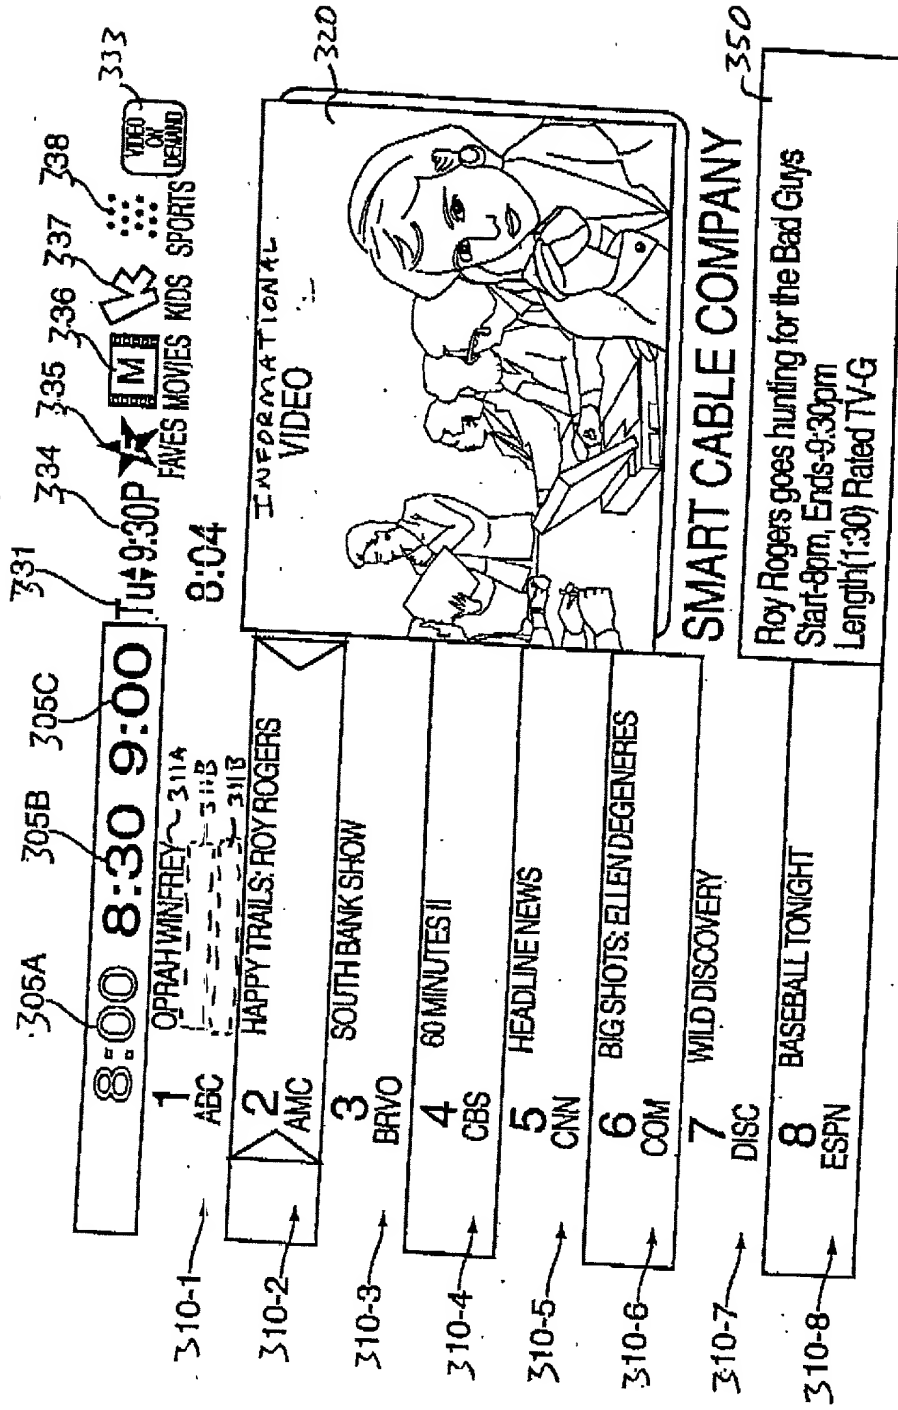 305A
305B
305C
331
334
335
336
337
338
333
8:00 8:30 9:00
Tu 9:30P
FAVES MOVIES KIDS SPORTS
M
VIDEO
ON
DEMAND
8:04
310-1
1
ABC
OPRAH WINFREY
311A
311B
311B
310-2
2
AMC
HAPPY TRAILS: ROY ROGERS
310-3
3
BRVO
SOUTH BANK SHOW
310-4
4
CBS
60 MINUTES II
310-5
5
CNN
HEADLINE NEWS
310-6
6
COM
BIG SHOTS: ELLEN DEGENERES
310-7
7
DISC
WILD DISCOVERY
310-8
8
ESPN
BASEBALL TONIGHT
320
INFORMATIONAL
VIDEO
SMART CABLE COMPANY
350
Roy Rogers goes hunting for the Bad Guys
Start-8pm, Ends-9:30pm
Length(1:30) Rated TV-G